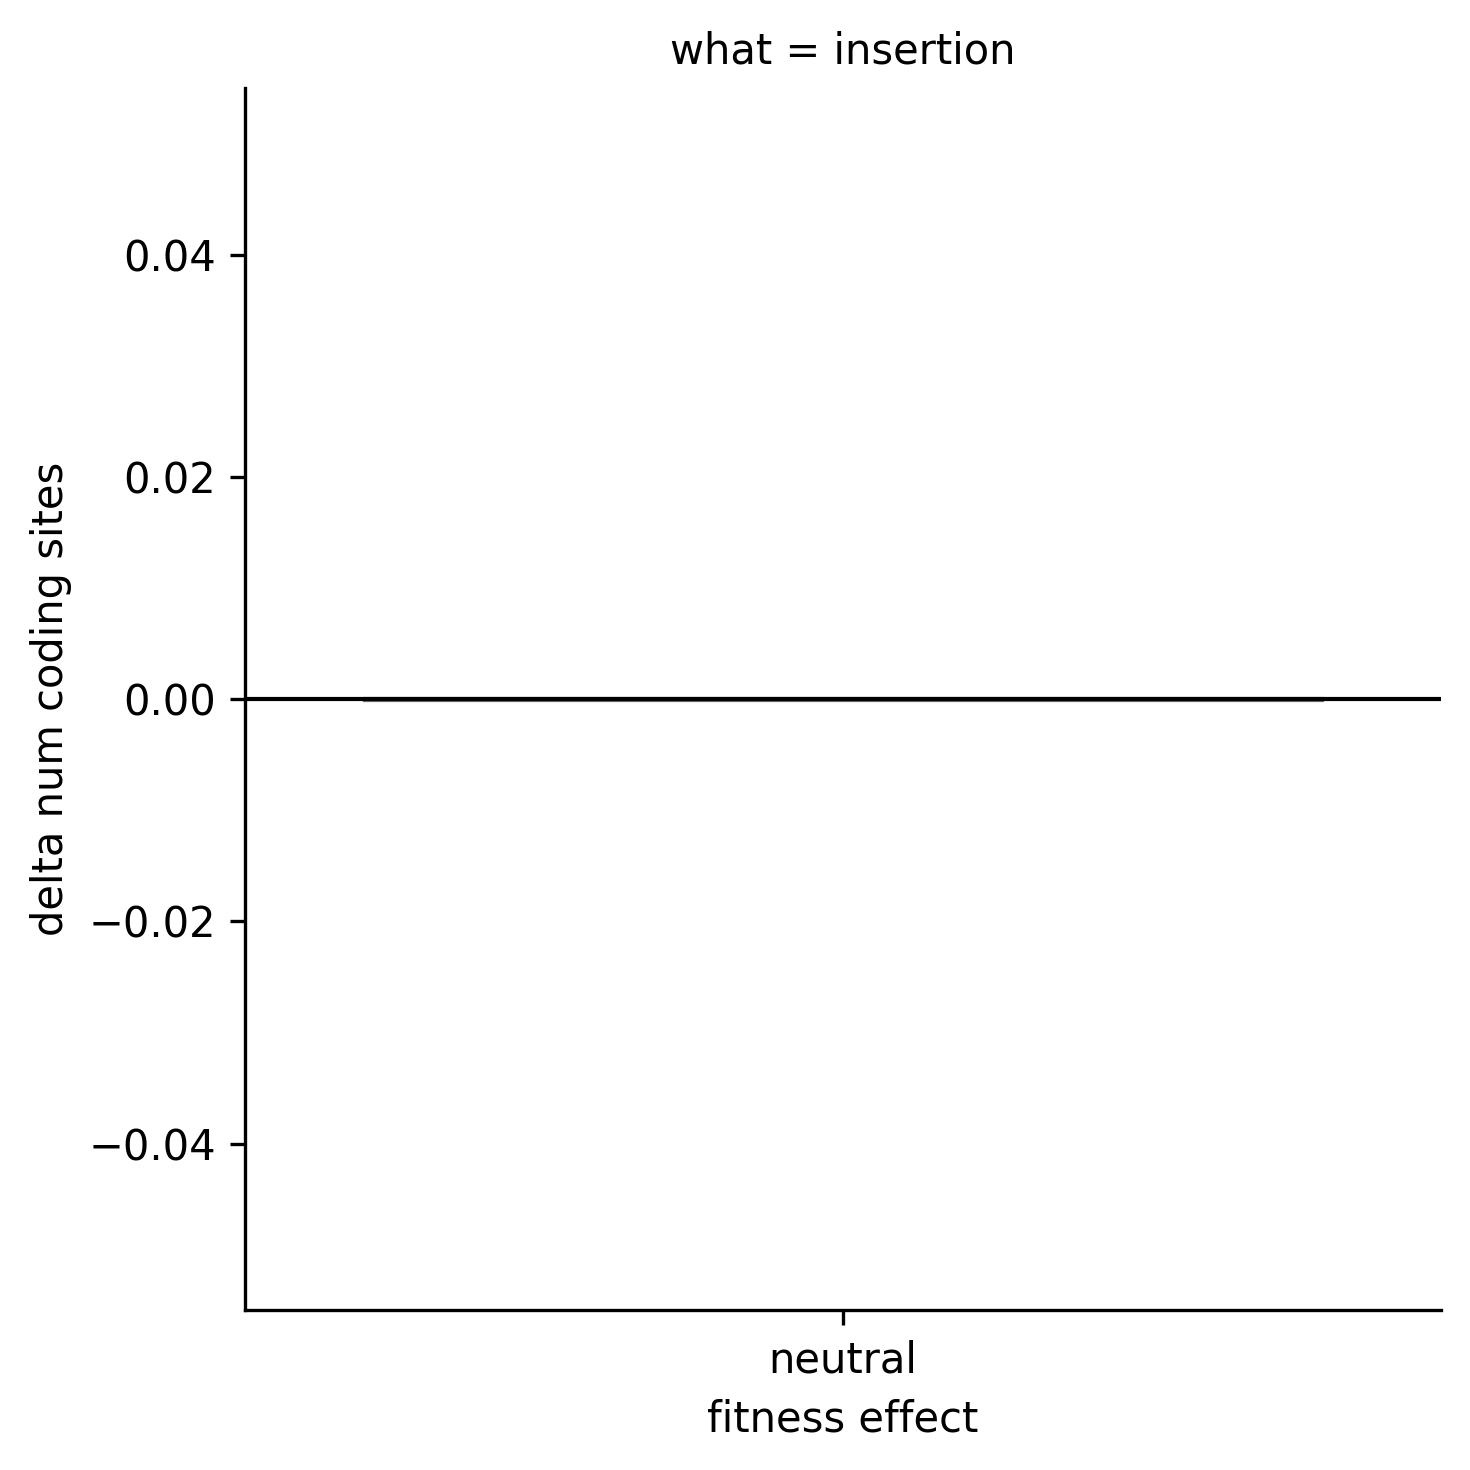 what = insertion
delta num coding sites
0.04
0.02
0.00
−0.02
−0.04
neutral
fitness effect